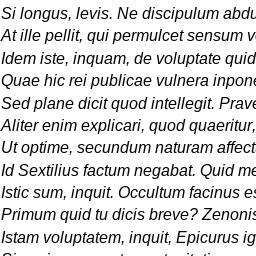 Si longus, levis. Ne discipulum abdu
At ille pellit, qui permulcet sensum v
Idem iste, inquam, de voluptate quid
Quae hic rei publicae vulnera inpone
Sed plane dicit quod intellegit. Prave
Aliter enim explicari, quod quaeritur,
Ut optime, secundum naturam affect
Id Sextilius factum negabat. Quid me
Istic sum, inquit. Occultum facinus es
Primum quid tu dicis breve? Zenonis
Istam voluptatem, inquit, Epicurus ig